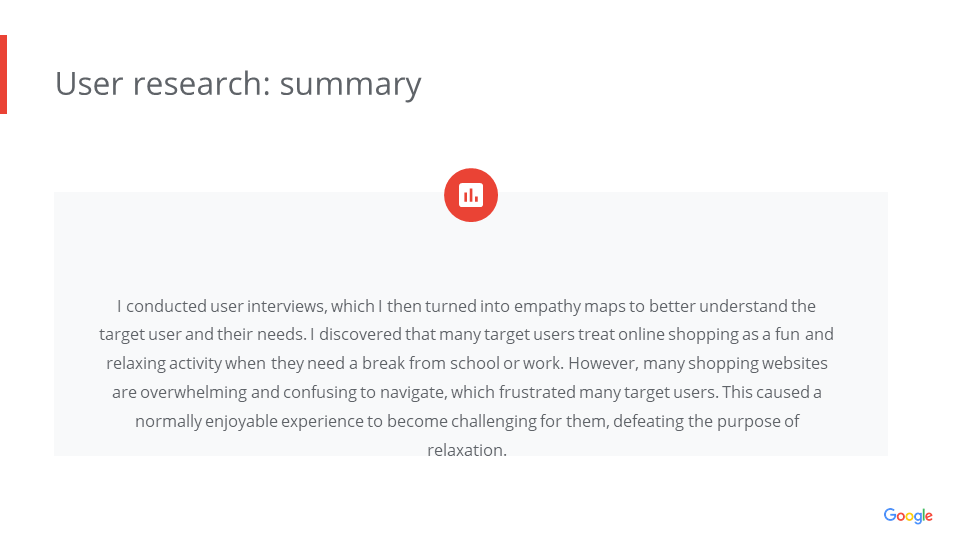 User research: summary
I conducted user interviews, which I then turned into empathy maps to better understand the
target user and their needs. I discovered that many target users treat online shopping as a fun and
relaxing activity when they need a break from school or work. However, many shopping websites
are overwhelming and confusing to navigate, which frustrated many target users. This caused a
normally enjoyable experience to become challenging for them, defeating the purpose of
relaxation.
Google